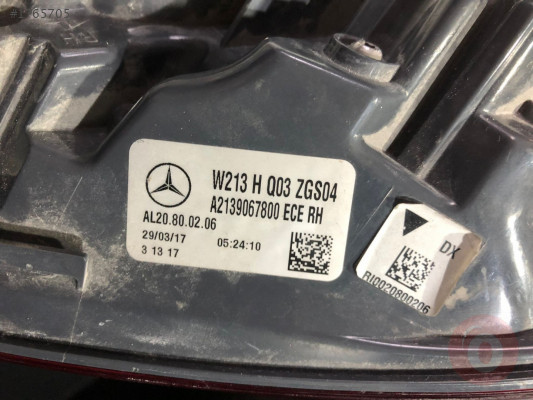 W213 H Q03 ZGS04
A2139067800 ECE RH
AL20.80.02.06
29/03/17 05:24:10
3 13 17
DX
RI0020800206